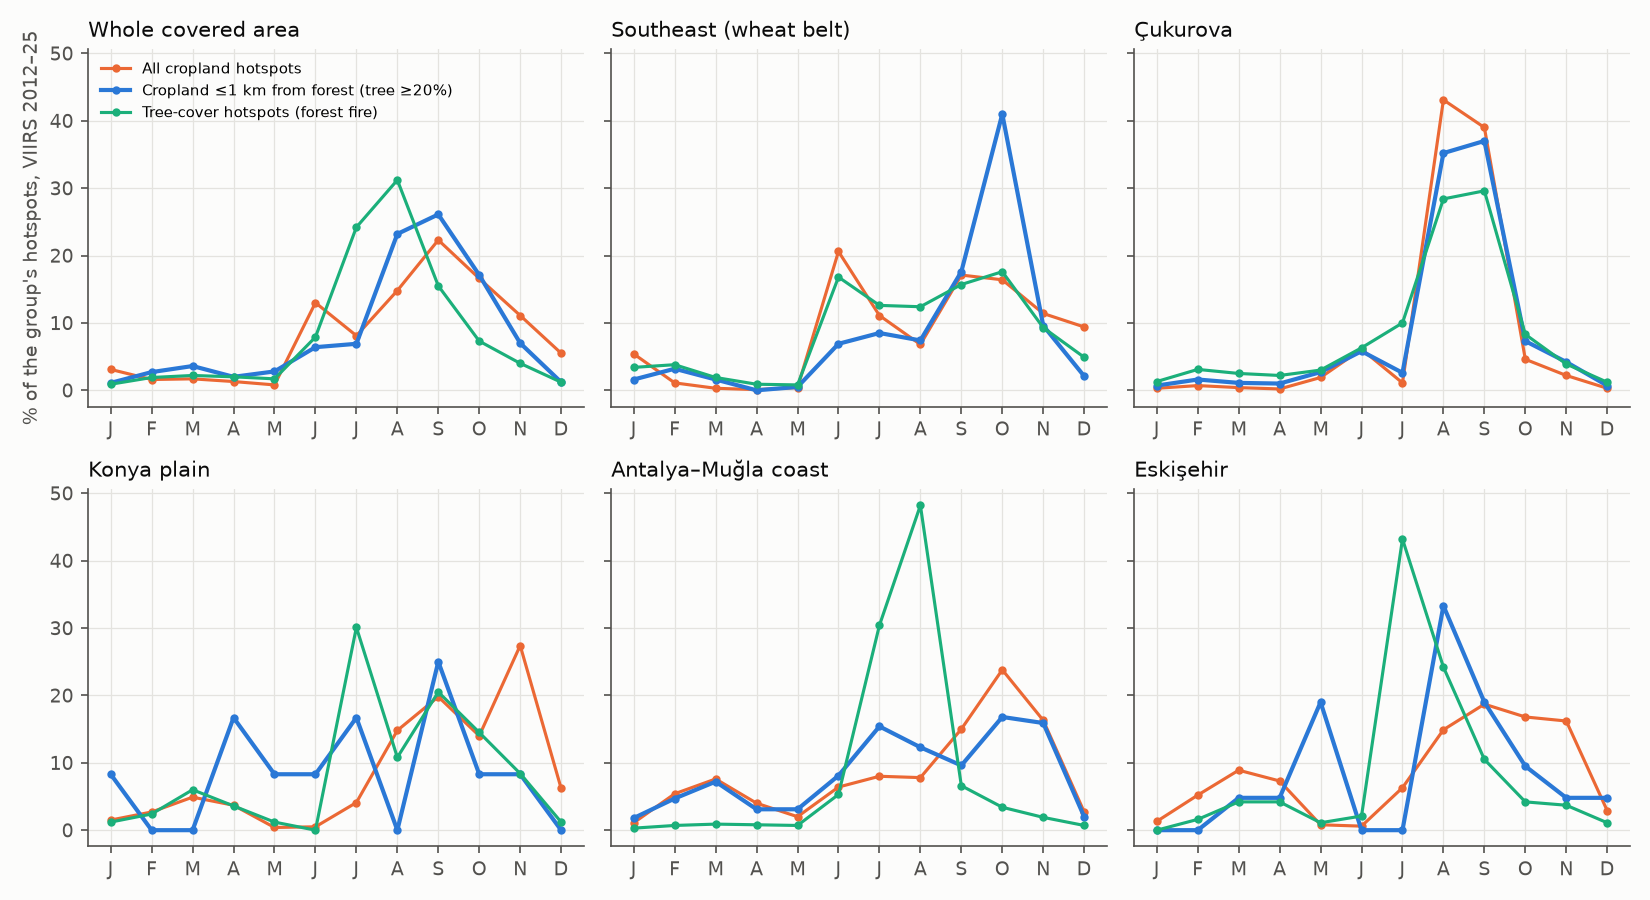 Whole covered area
Southeast (wheat belt)
Çukurova
% of the group's hotspots, VIIRS 2012–25
50
40
30
20
10
0
All cropland hotspots
Cropland ≤1 km from forest (tree ≥20%)
Tree-cover hotspots (forest fire)
J F M A M J J A S O N D
J F M A M J J A S O N D
J F M A M J J A S O N D
Konya plain
Antalya–Muğla coast
Eskişehir
50
40
30
20
10
0
J F M A M J J A S O N D
J F M A M J J A S O N D
J F M A M J J A S O N D